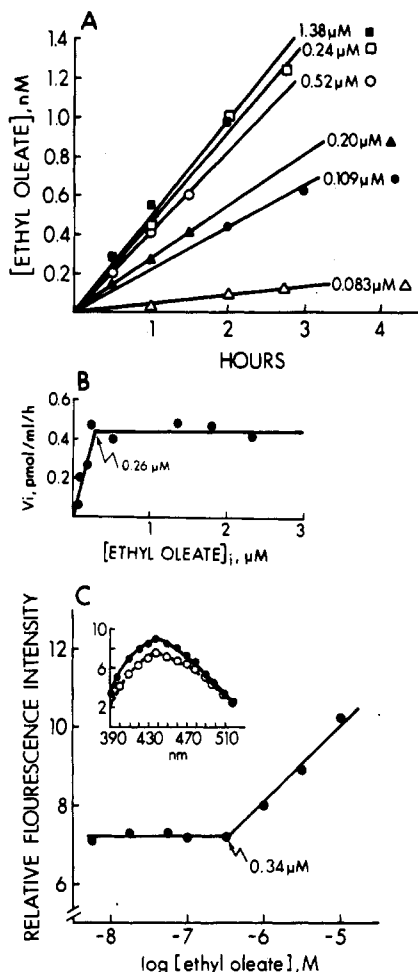 A
[ETHYL OLEATE],nM
1.4
1.2
1.0
0.8
0.6
0.4
0.2
1.38µM ■
0.24µM □
0.52µM ○
0.20µM ▲
0.109µM ●
0.083µM △
1 2 3 4
HOURS
B
Vi, pmol/ml/h
0.6
0.4
0.2
0.26 µM
1 2 3
[ETHYL OLEATE]i, µM
C
RELATIVE FLOURESCENCE INTENSITY
12
10
8
6
10
6
2
390 430 470 510
nm
0.34µM
-8 -7 -6 -5
log [ethyl oleate], M